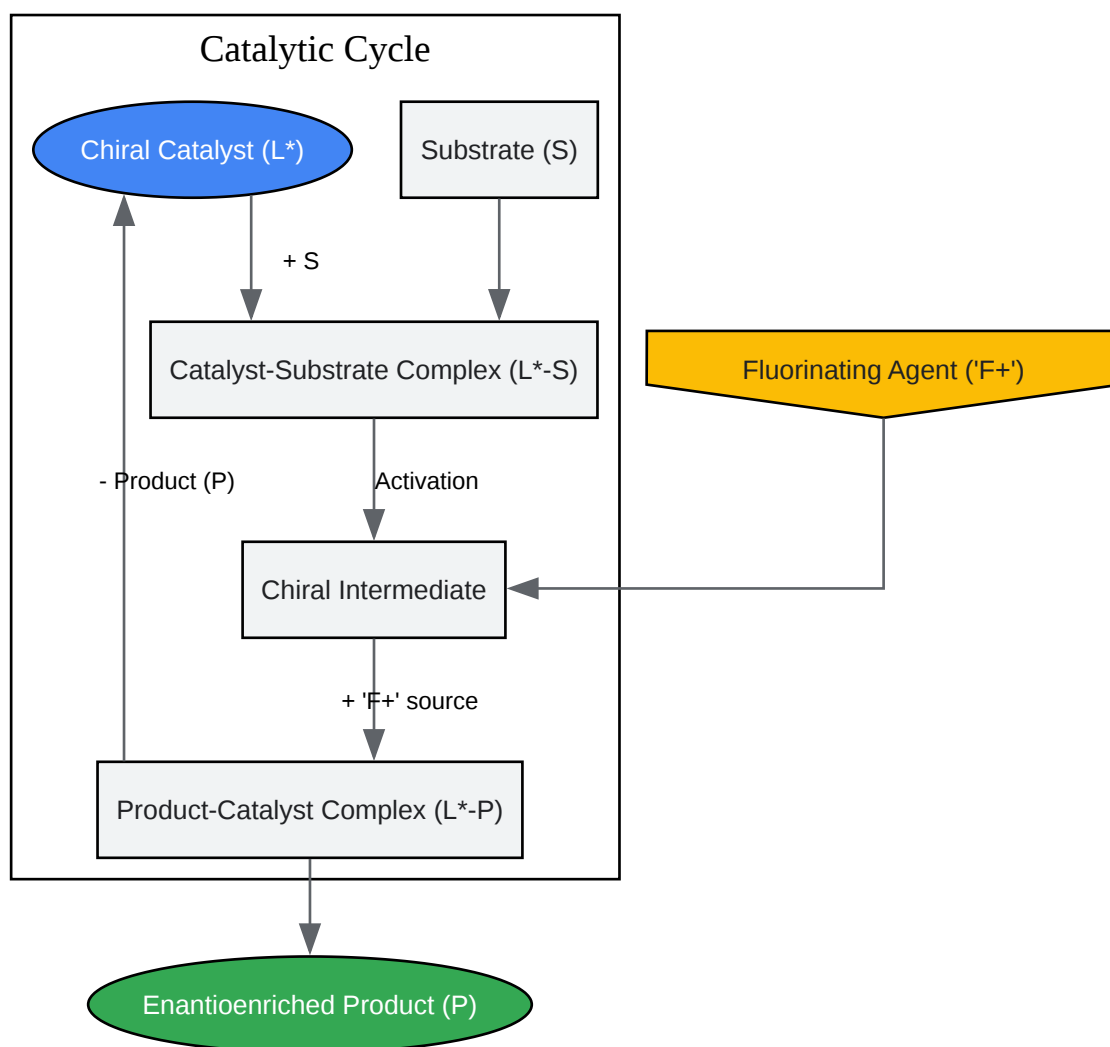 Catalytic Cycle
Chiral Catalyst (L*)
Substrate (S)
+ S
Catalyst-Substrate Complex (L*-S)
Fluorinating Agent ('F+')
- Product (P)
Activation
Chiral Intermediate
+ 'F+' source
Product-Catalyst Complex (L*-P)
Enantioenriched Product (P)